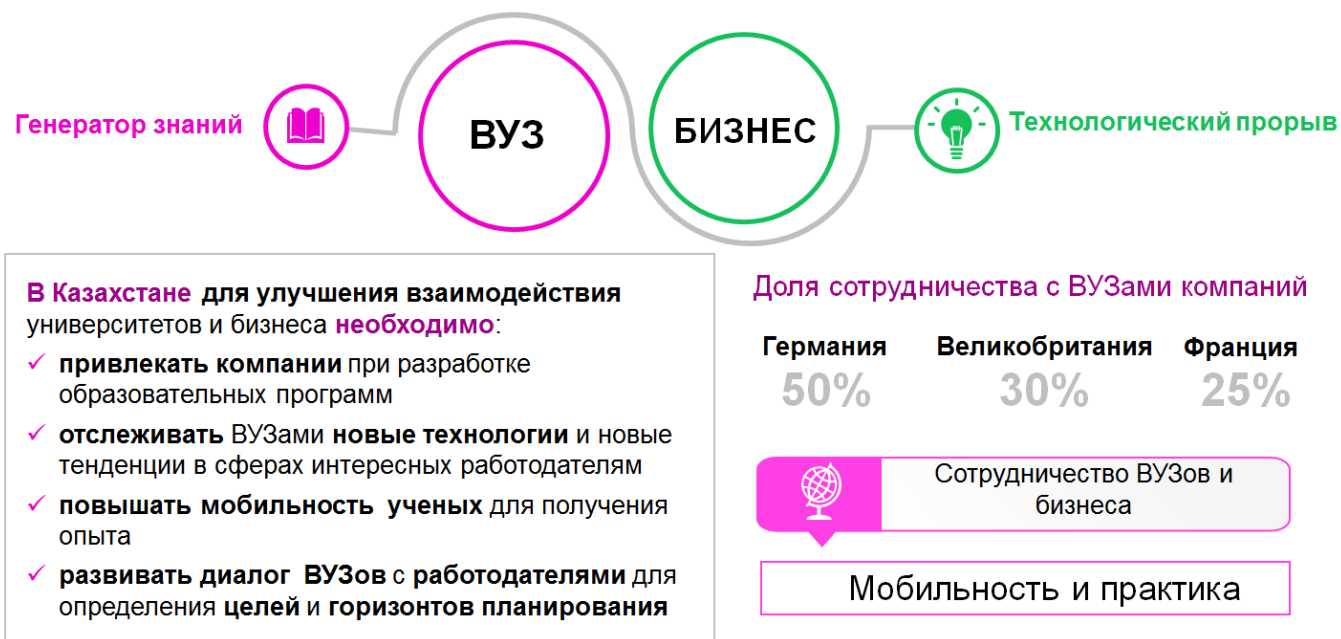 Генератор знаний
ВУЗ
БИЗНЕС
Технологический прорыв
В Казахстане для улучшения взаимодействия
университетов и бизнеса необходимо:
✓ привлекать компании при разработке
образовательных программ
✓ отслеживать ВУЗами новые технологии и новые
тенденции в сферах интересных работодателям
✓ повышать мобильность ученых для получения
опыта
✓ развивать диалог ВУЗов с работодателями для
определения целей и горизонтов планирования
Доля сотрудничества с ВУЗами компаний
Германия Великобритания Франция
50% 30% 25%
Сотрудничество ВУЗов и
бизнеса
Мобильность и практика